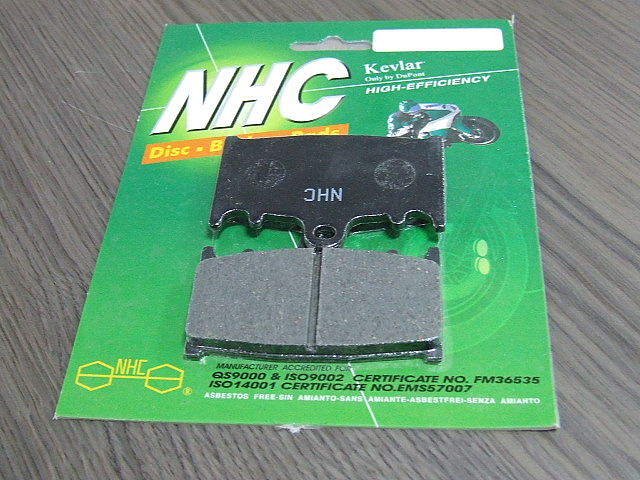 NHC
Kevlar
Only by DuPont
HIGH-EFFICIENCY
Disc - Pads
NHC
NHC
MANUFACTURER ACCREDITED FOR
QS9000 & ISO9002 CERTIFICATE NO. FM36535
ISO14001 CERTIFICATE NO.EMS57007
ASBESTOS FREE-SIN AMIANTO-SANS AMIANTE-ASBESTFREI-SENZA AMIANTO